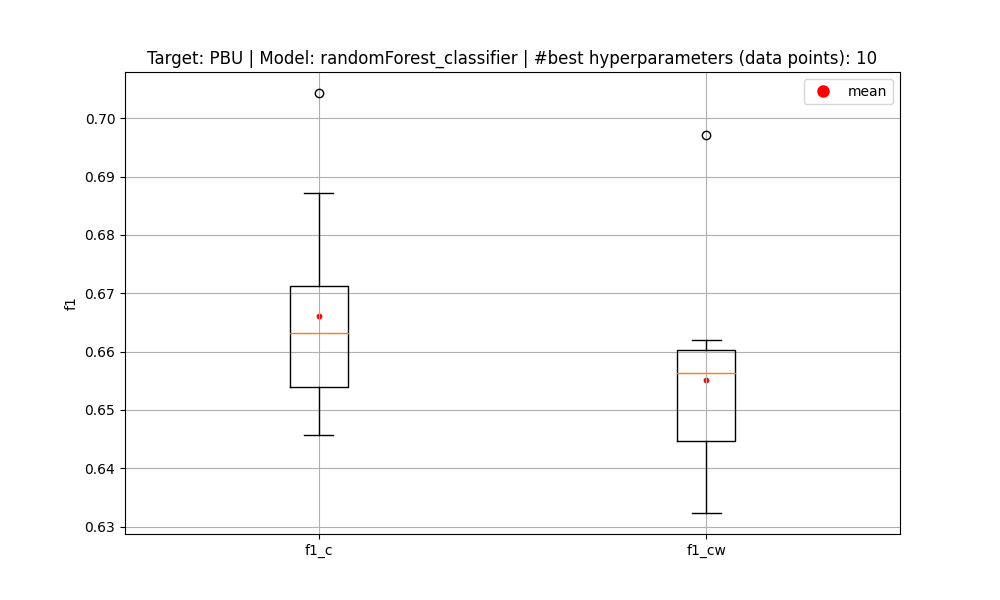 Target: PBU | Model: randomForest_classifier | #best hyperparameters (data points): 10
mean
0.70
0.69
0.68
0.67
0.66
0.65
0.64
0.63
f1
f1_c
f1_cw